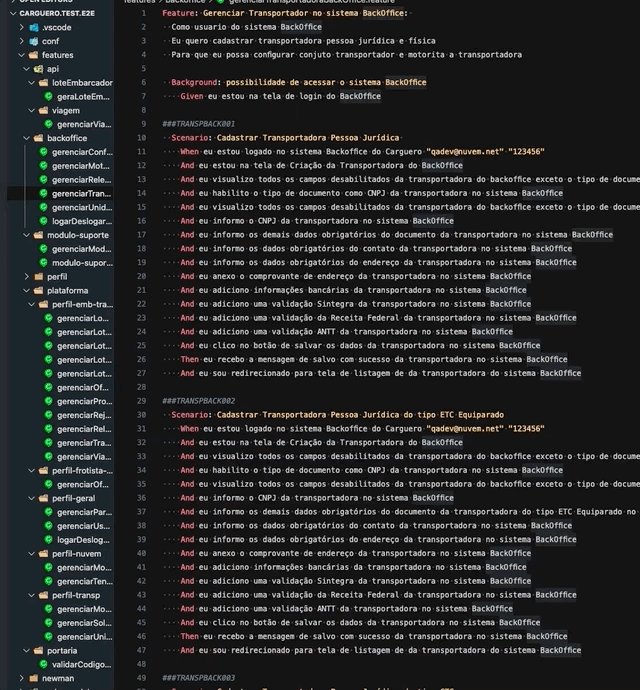 OPEN EDITORS
CARGUERO.TEST.E2E
.vscode
conf
features
api
loteEmbarcador
geraLoteEm...
viagem
gerenciarVia...
backoffice
gerenciarConf...
gerenciarMot...
gerenciarRele...
gerenciarTran...
gerenciarUnid...
logarDeslogar...
modulo-suporte
gerenciarMod...
modulo-supor...
perfil
plataforma
perfil-emb-tra...
gerenciarLo...
gerenciarLot...
gerenciarLot...
gerenciarLot...
gerenciarLot...
gerenciarOf...
gerenciarPro...
gerenciarRej...
gerenciarRel...
gerenciarTra...
gerenciarVia...
perfil-frotista-...
gerenciarOf...
perfil-geral
gerenciarPar...
gerenciarUs...
logarDeslog...
perfil-nuvem
gerenciarMo...
gerenciarTen...
perfil-transp
gerenciarMo...
gerenciarSol...
gerenciarUni...
portaria
validarCodigo...
newman
features > backoffice > gerenciarTransportadoraBackOffice.feature
1 Feature: Gerenciar Transportador no sistema BackOffice:
2 Como usuario do sistema BackOffice
3 Eu quero cadastrar transportadora pessoa jurídica e física
4 Para que eu possa configurar conjuto transportador e motorita a transportadora
5
6 Background: possibilidade de acessar o sistema BackOffice
7 Given eu estou na tela de login do BackOffice
8
9 ###TRANSPBACK001
10 Scenario: Cadastrar Transportadora Pessoa Jurídica
11 When eu estou logado no sistema Backoffice do Carguero "qadev@nuvem.net" "123456"
12 And eu estou na tela de Criação da Transportadora do BackOffice
13 And eu visualizo todos os campos desabilitados da transportadora do backoffice exceto o tipo de docume
14 And eu habilito o tipo de documento como CNPJ da transportadora no sistema BackOffice
15 And eu visualizo todos os campos desabilitados da transportadora do backoffice exceto o tipo de docume
16 And eu informo o CNPJ da transportadora no sistema BackOffice
17 And eu informo os demais dados obrigatórios do documento da transportadora no sistema BackOffice
18 And eu informo os dados obrigatórios do contato da transportadora no sistema BackOffice
19 And eu informo os dados obrigatórios do endereço da transportadora no sistema BackOffice
20 And eu anexo o comprovante de endereço da transportadora no sistema BackOffice
21 And eu adiciono informações bancárias da transportadora no sistema BackOffice
22 And eu adiciono uma validação Sintegra da transportadora no sistema BackOffice
23 And eu adiciono uma validação da Receita Federal da transportadora no sistema BackOffice
24 And eu adiciono uma validação ANTT da transportadora no sistema BackOffice
25 And eu clico no botão de salvar os dados da transportadora no sistema BackOffice
26 Then eu recebo a mensagem de salvo com sucesso da transportadora no sistema BackOffice
27 And eu sou redirecionado para tela de listagem de da transportadora do sistema BackOffice
28
29 ###TRANSPBACK002
30 Scenario: Cadastrar Transportadora Pessoa Jurídica do tipo ETC Equiparado
31 When eu estou logado no sistema Backoffice do Carguero "qadev@nuvem.net" "123456"
32 And eu estou na tela de Criação da Transportadora do BackOffice
33 And eu visualizo todos os campos desabilitados da transportadora do backoffice exceto o tipo de docume
34 And eu habilito o tipo de documento como CNPJ da transportadora no sistema BackOffice
35 And eu visualizo todos os campos desabilitados da transportadora do backoffice exceto o tipo de docume
36 And eu informo o CNPJ da transportadora no sistema BackOffice
37 And eu informo os demais dados obrigatórios do documento da transportadora do tipo ETC Equiparado no
38 And eu informo os dados obrigatórios do contato da transportadora no sistema BackOffice
39 And eu informo os dados obrigatórios do endereço da transportadora no sistema BackOffice
40 And eu anexo o comprovante de endereço da transportadora no sistema BackOffice
41 And eu adiciono informações bancárias da transportadora no sistema BackOffice
42 And eu adiciono uma validação Sintegra da transportadora no sistema BackOffice
43 And eu adiciono uma validação da Receita Federal da transportadora no sistema BackOffice
44 And eu adiciono uma validação ANTT da transportadora no sistema BackOffice
45 And eu clico no botão de salvar os dados da transportadora no sistema BackOffice
46 Then eu recebo a mensagem de salvo com sucesso da transportadora no sistema BackOffice
47 And eu sou redirecionado para tela de listagem de da transportadora do sistema BackOffice
48
49 ###TRANSPBACK003